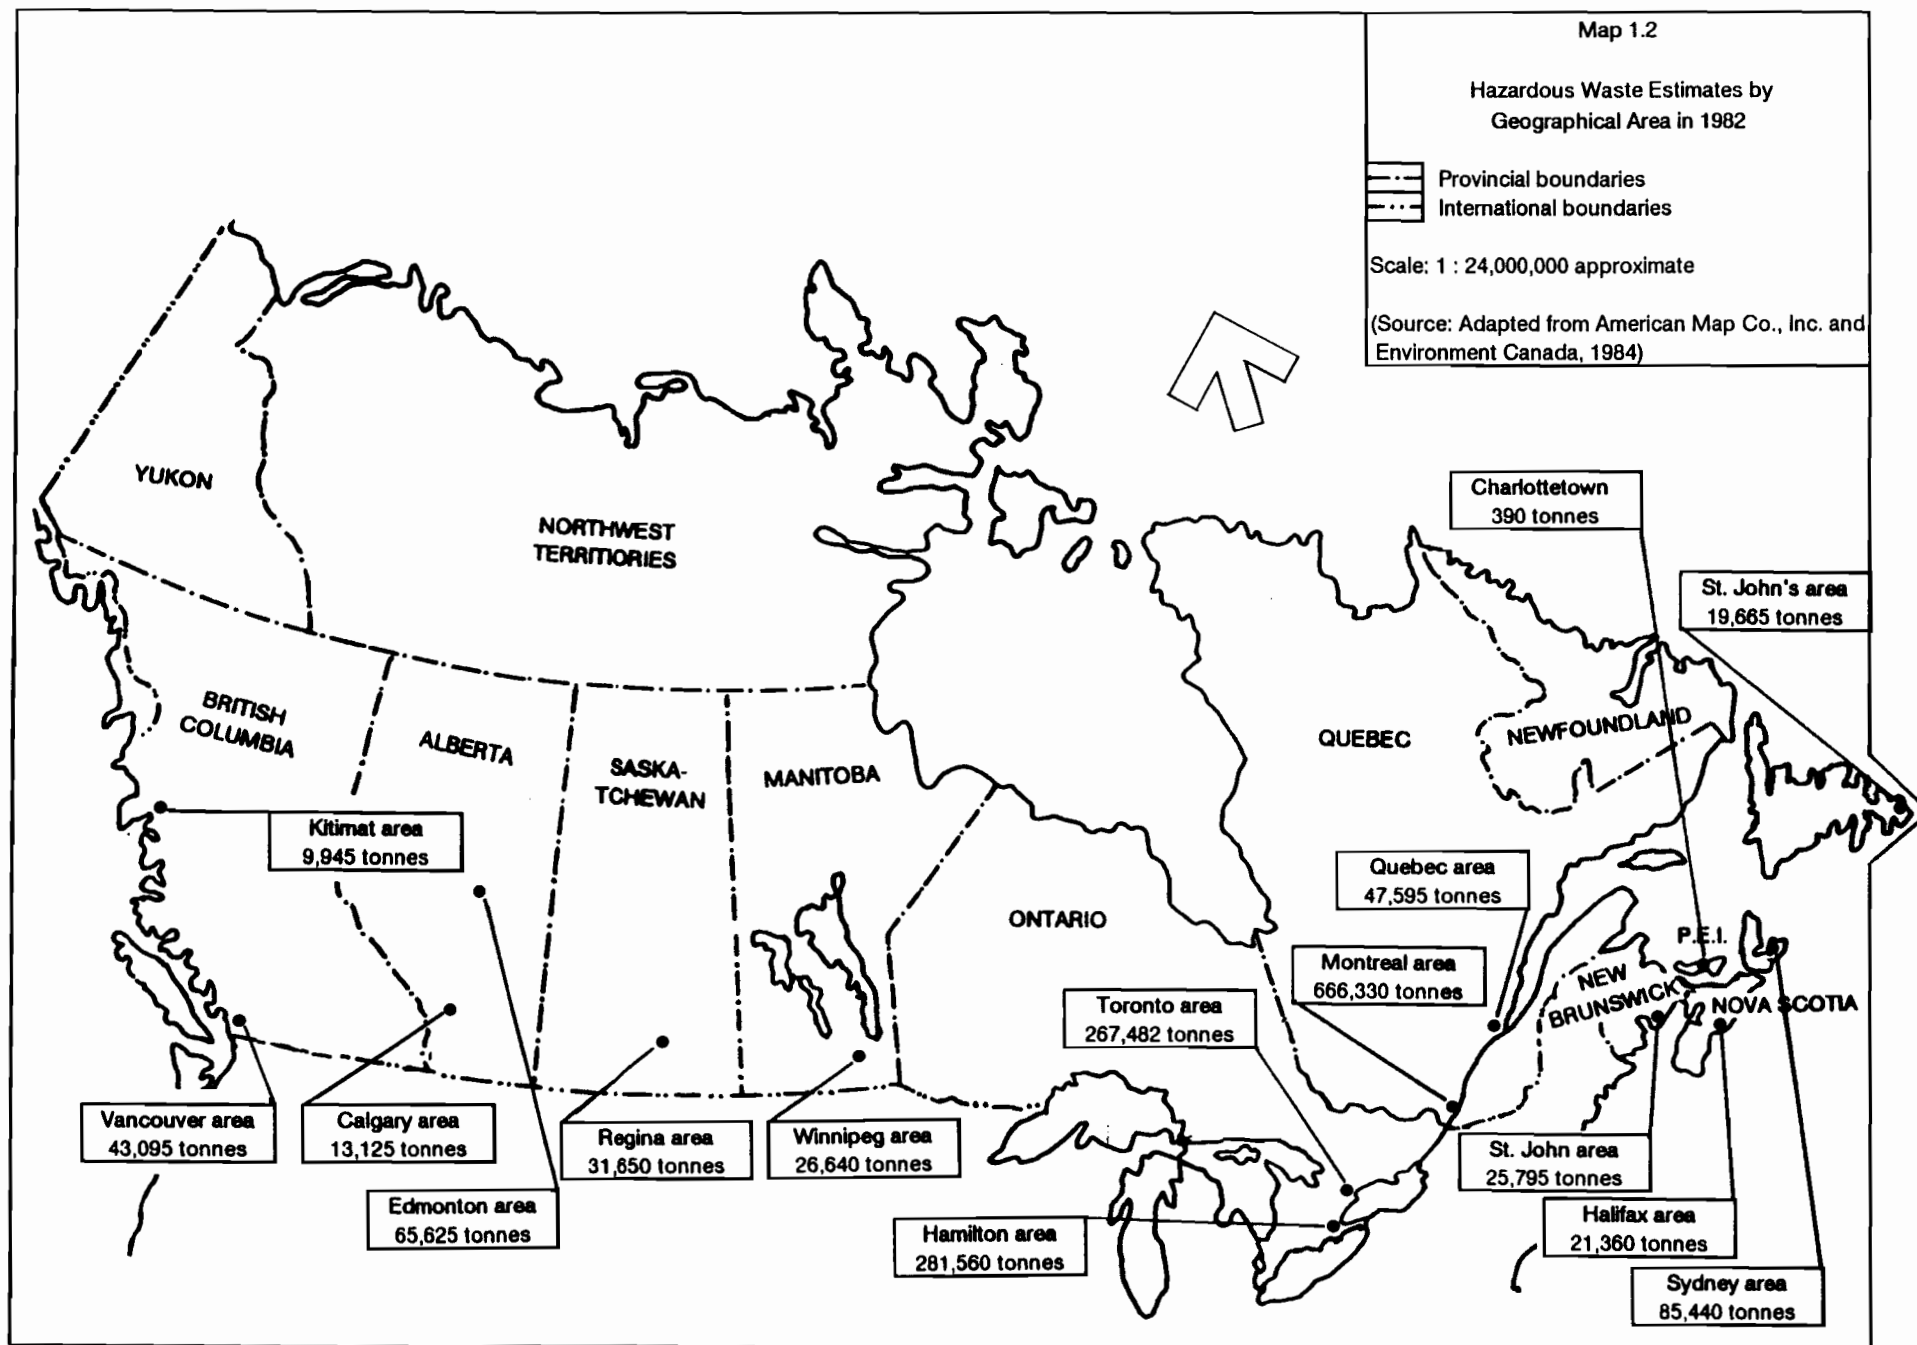 Map 1.2
Hazardous Waste Estimates by
Geographical Area in 1982
Provincial boundaries
International boundaries
Scale: 1 : 24,000,000 approximate
(Source: Adapted from American Map Co., Inc. and
Environment Canada, 1984)
YUKON
NORTHWEST
TERRITIORIES
Charlottetown
390 tonnes
St. John's area
19,665 tonnes
BRITISH
COLUMBIA
ALBERTA
SASKA-
TCHEWAN
MANITOBA
QUEBEC
NEWFOUNDLAND
Kitimat area
9,945 tonnes
ONTARIO
Quebec area
47,595 tonnes
Montreal area
666,330 tonnes
Toronto area
267,482 tonnes
P.E.I.
NEW
BRUNSWICK
NOVA SCOTIA
Vancouver area
43,095 tonnes
Calgary area
13,125 tonnes
Regina area
31,650 tonnes
Winnipeg area
26,640 tonnes
Edmonton area
65,625 tonnes
Hamilton area
281,560 tonnes
St. John area
25,795 tonnes
Halifax area
21,360 tonnes
Sydney area
85,440 tonnes